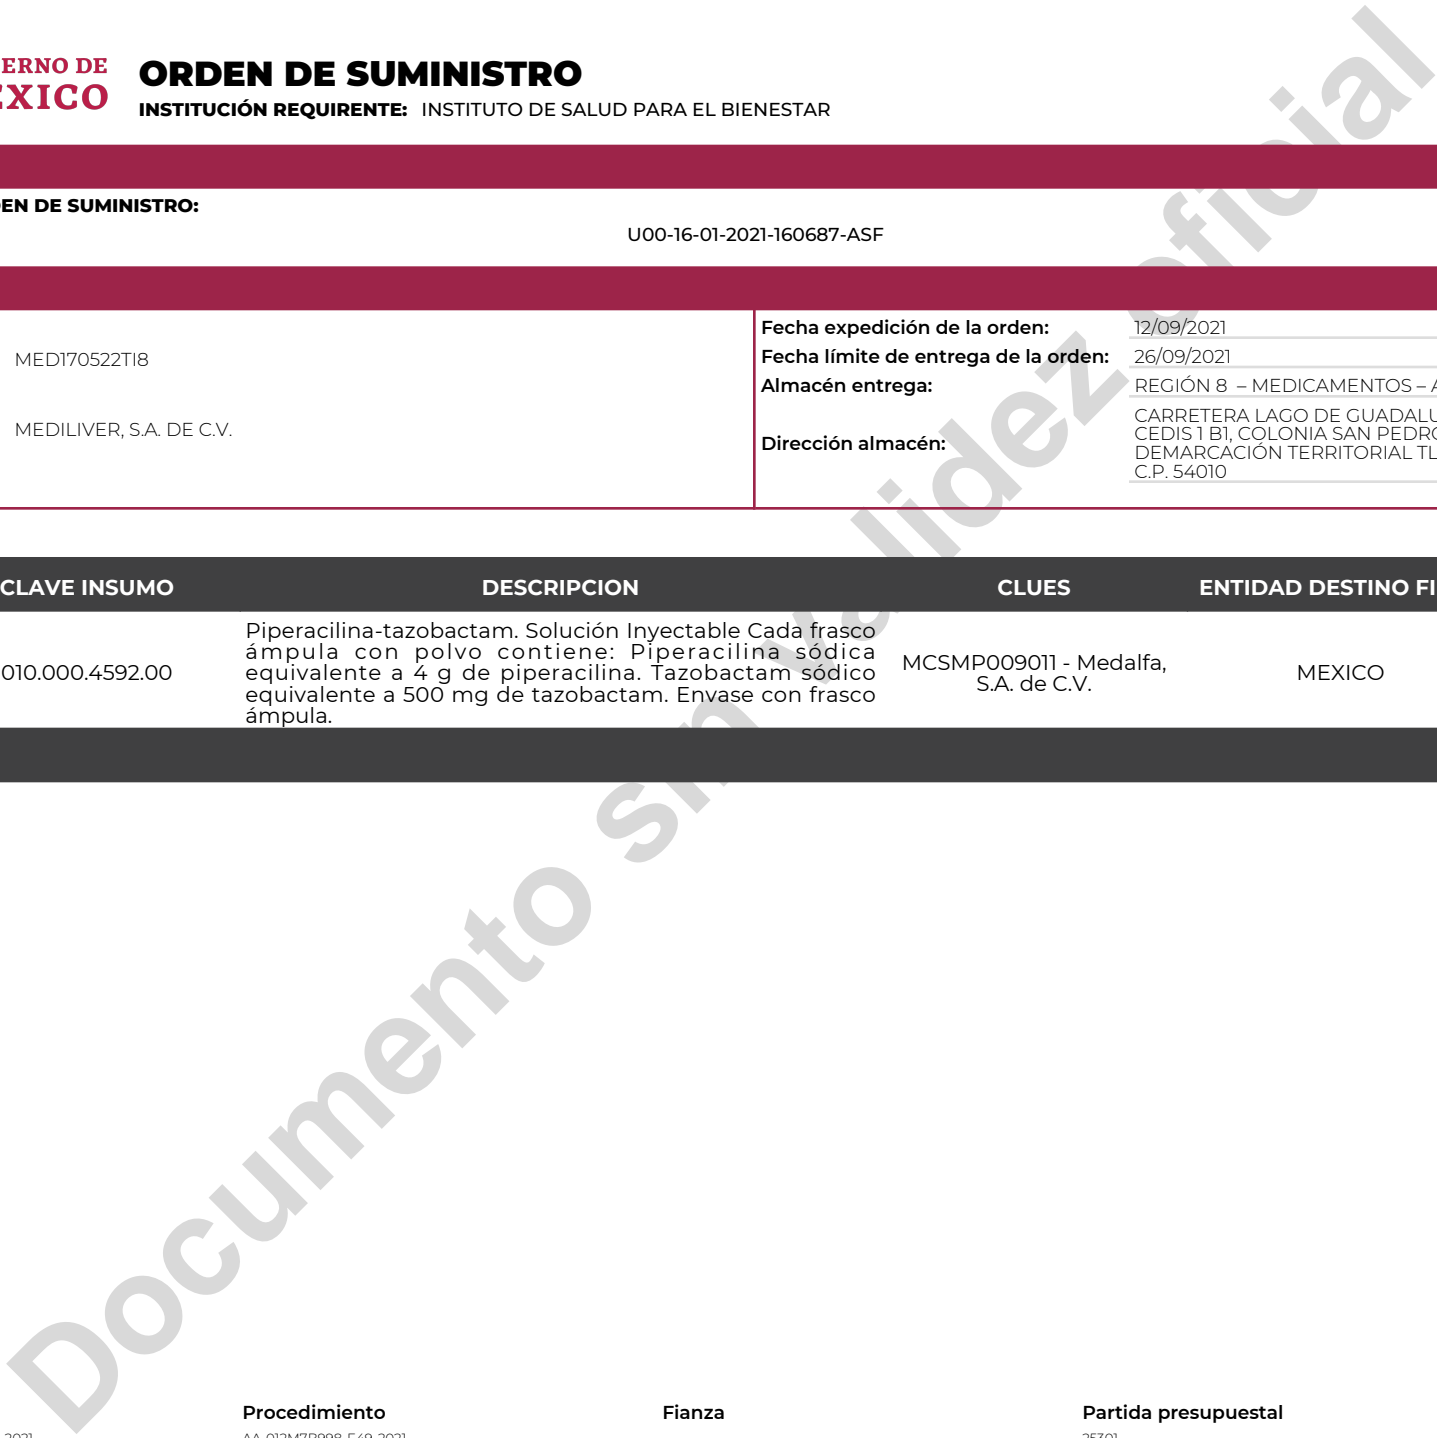 ERNO DE
ORDEN DE SUMINISTRO
INSTITUCIÓN REQUIRENTE: INSTITUTO DE SALUD PARA EL BIENESTAR
EN DE SUMINISTRO:
U00-16-01-2021-160687-ASF
MED170522TI8
MEDILIVER, S.A. DE C.V.
Fecha expedición de la orden: 12/09/2021
Fecha límite de entrega de la orden: 26/09/2021
Almacén entrega: REGIÓN 8 – MEDICAMENTOS – A
Dirección almacén:
CARRETERA LAGO DE GUADALU
CEDIS 1 B1, COLONIA SAN PEDRO
DEMARCACIÓN TERRITORIAL TL
C.P. 54010
CLAVE INSUMO DESCRIPCION CLUES ENTIDAD DESTINO FI
010.000.4592.00
Piperacilina-tazobactam. Solución Inyectable Cada frasco
ámpula con polvo contiene: Piperacilina sódica
equivalente a 4 g de piperacilina. Tazobactam sódico
equivalente a 500 mg de tazobactam. Envase con frasco
ámpula.
MCSMP009011 - Medalfa,
S.A. de C.V.
MEXICO
Documento sin validez oficial
Procedimiento Fianza Partida presupuestal